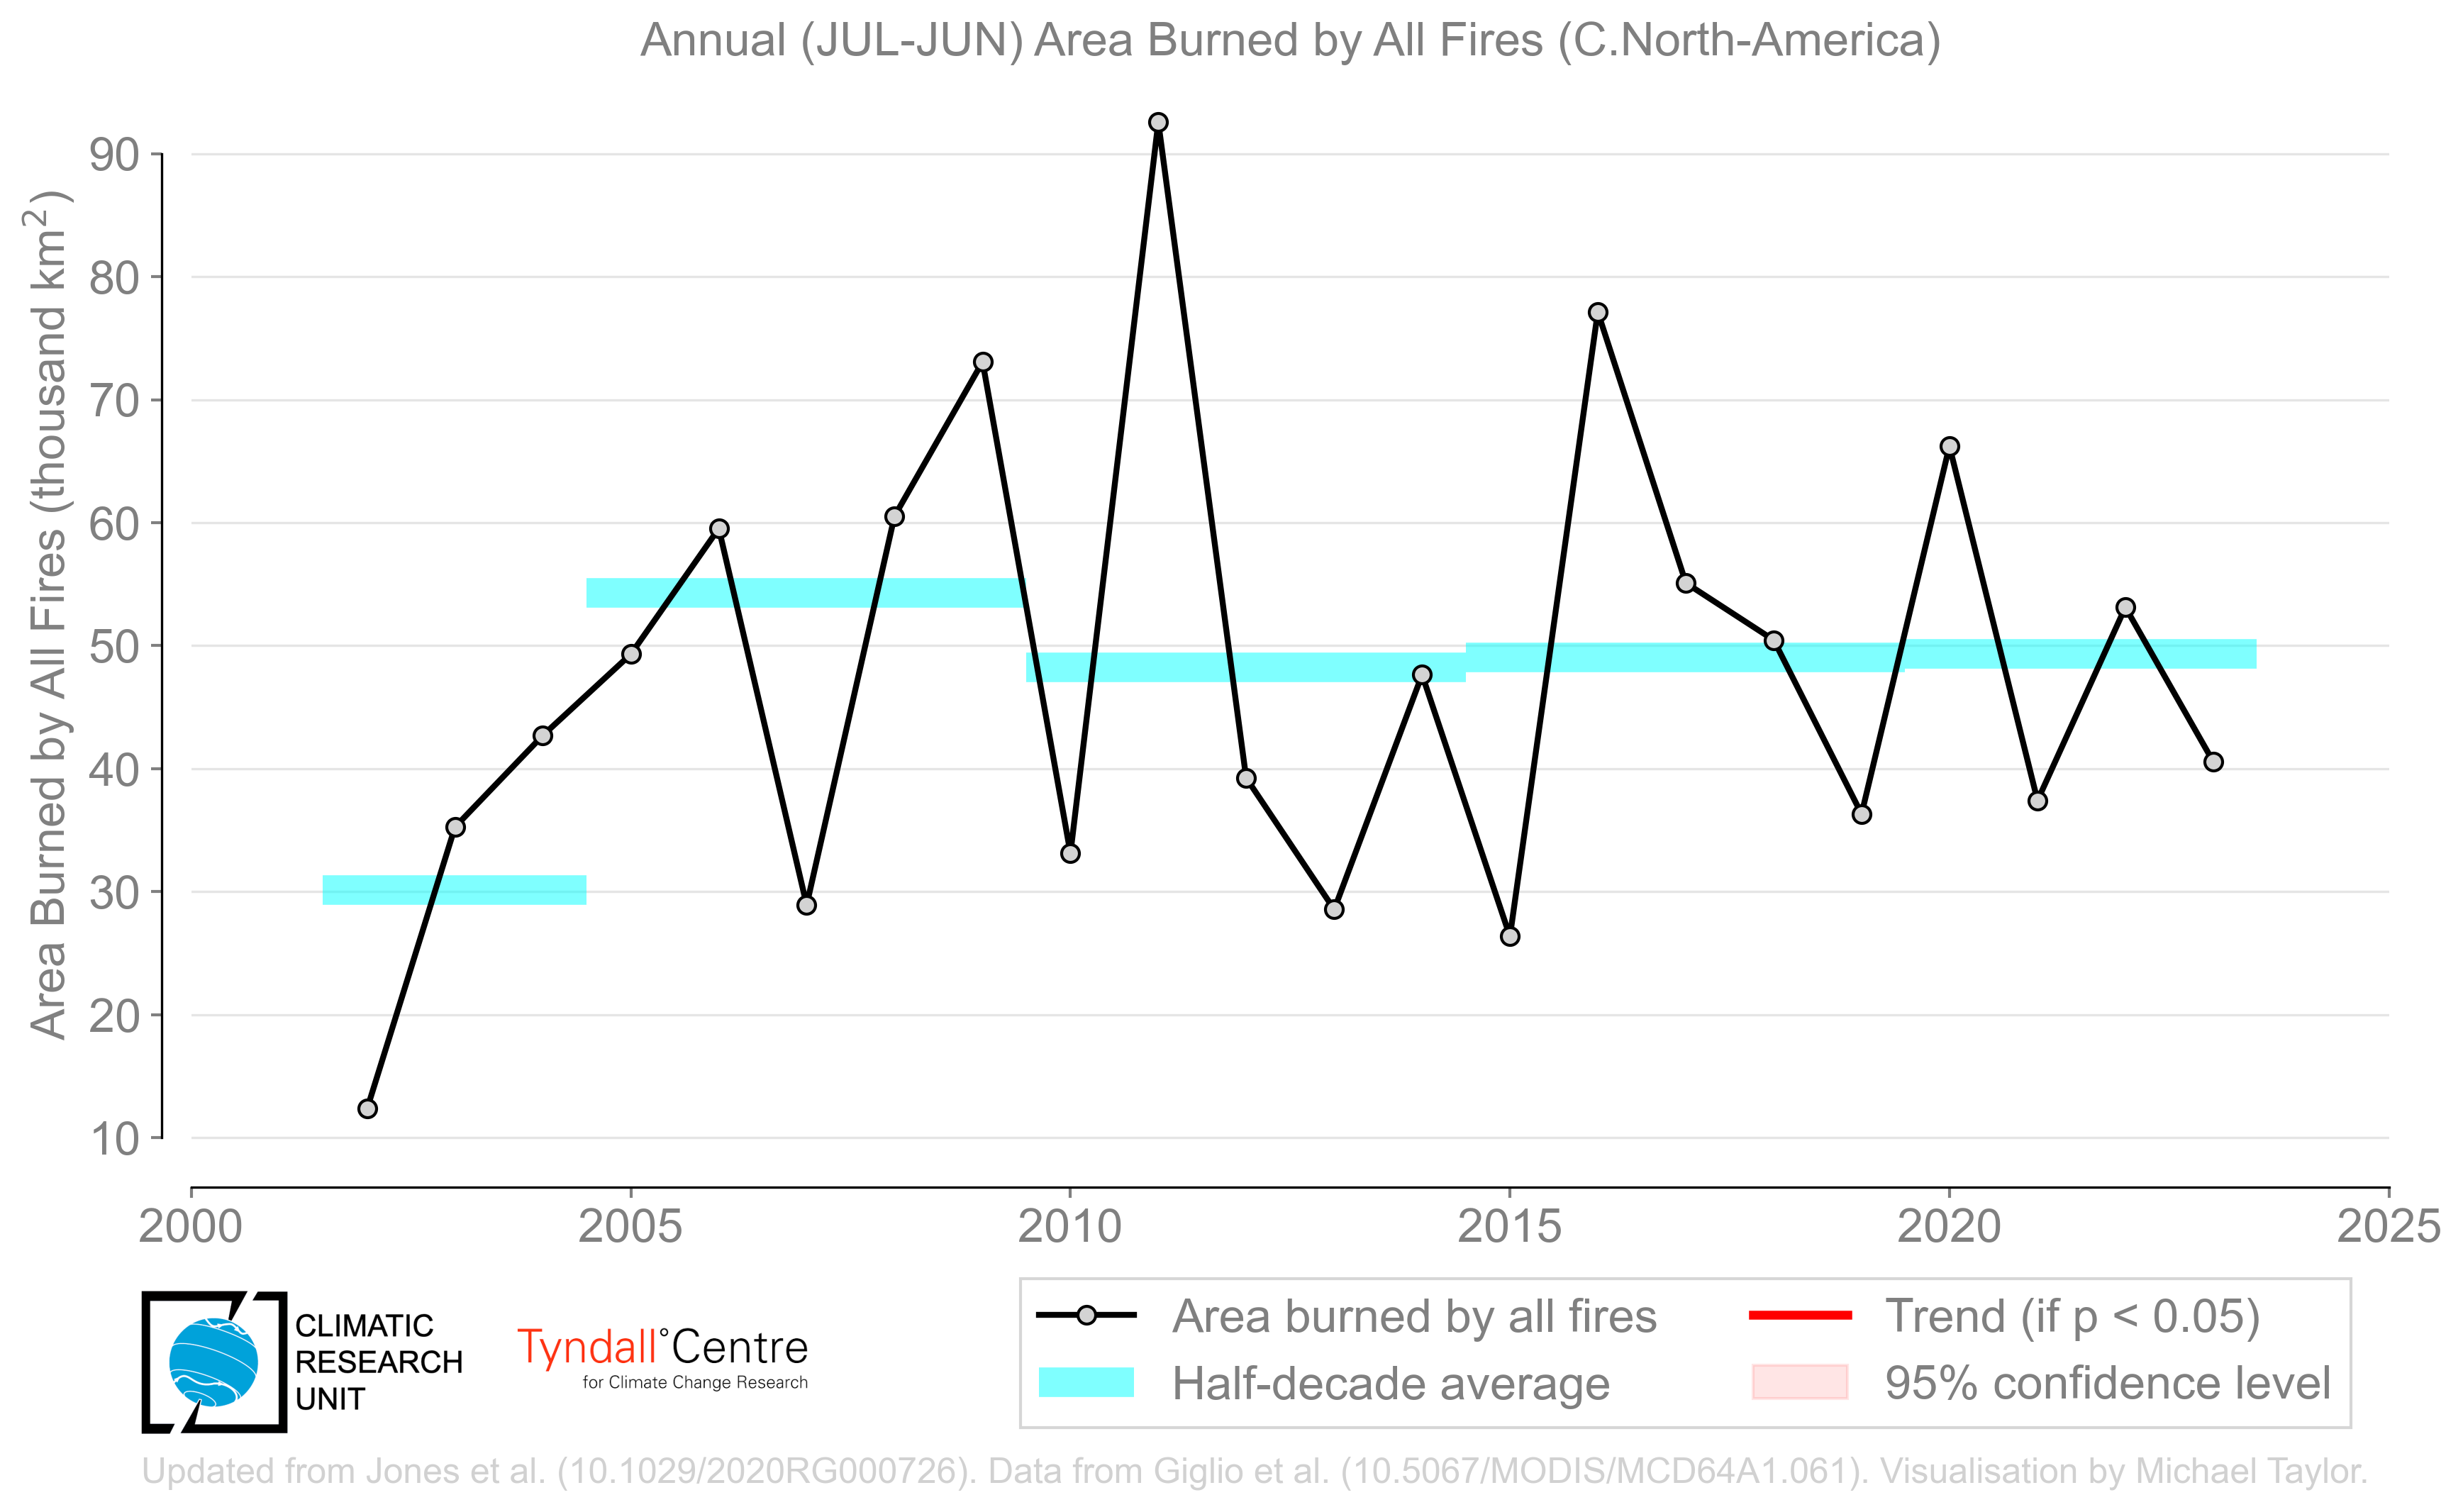 Annual (JUL-JUN) Area Burned by All Fires (C.North-America)
Area Burned by All Fires (thousand km²)
90
80
70
60
50
40
30
20
10
2000 2005 2010 2015 2020 2025
CLIMATIC
RESEARCH
UNIT
Tyndall°Centre
for Climate Change Research
Area burned by all fires
Half-decade average
Trend (if p < 0.05)
95% confidence level
Updated from Jones et al. (10.1029/2020RG000726). Data from Giglio et al. (10.5067/MODIS/MCD64A1.061). Visualisation by Michael Taylor.